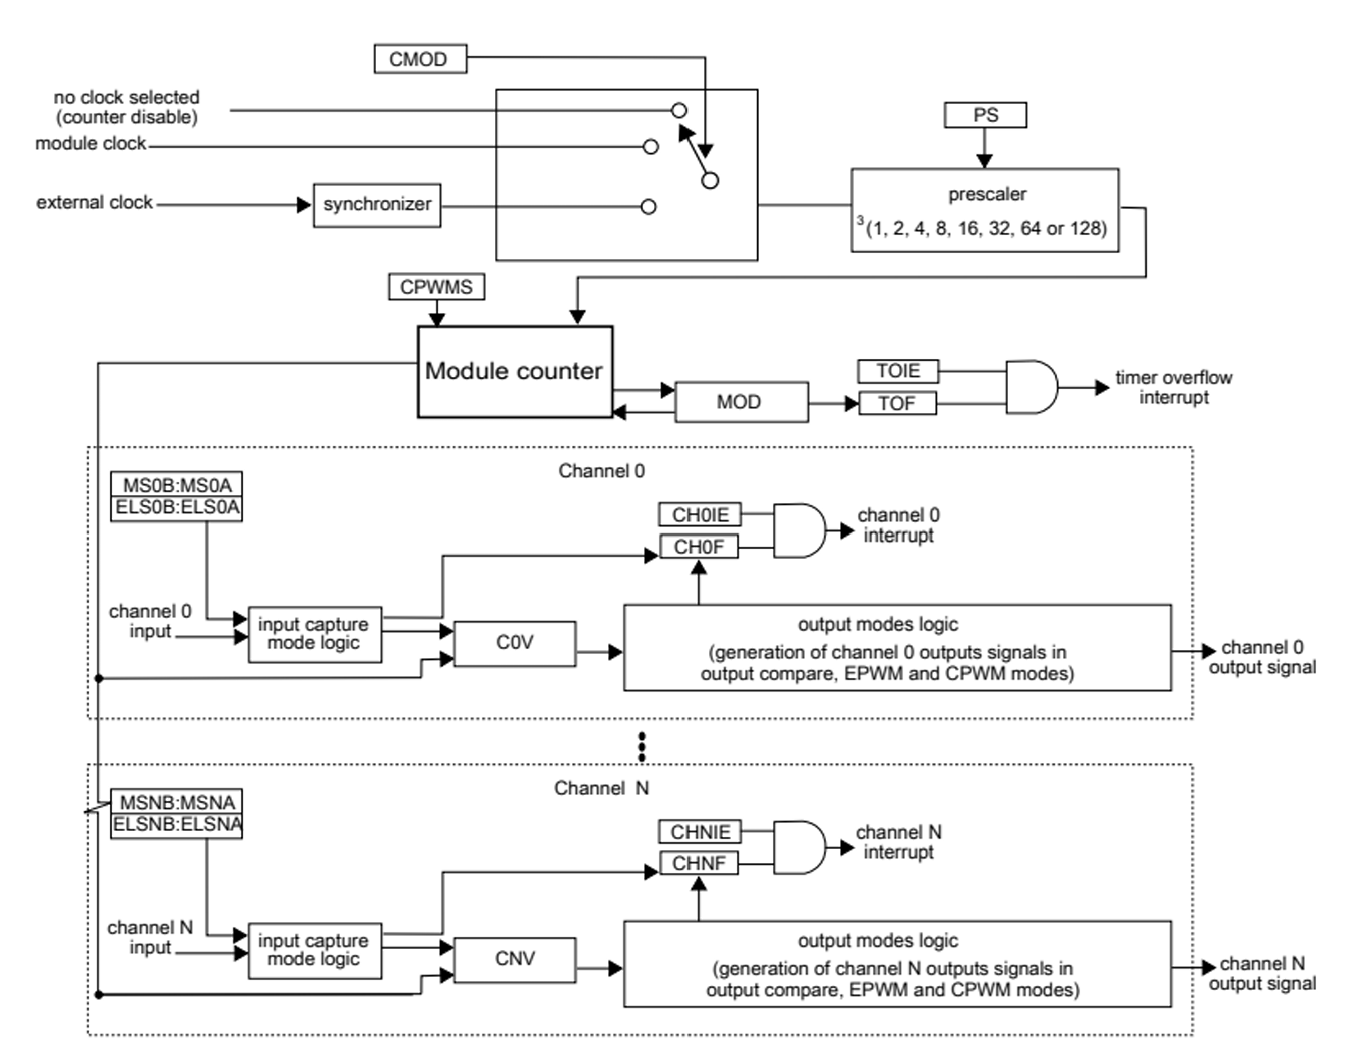 CMOD
no clock selected
(counter disable)
module clock
PS
external clock
synchronizer
prescaler
3 (1, 2, 4, 8, 16, 32, 64 or 128)
CPWMS
Module counter
MOD
TOIE
TOF
timer overflow
interrupt
Channel 0
MS0B:MS0A
ELS0B:ELS0A
CH0IE
CH0F
channel 0
interrupt
channel 0
input
input capture
mode logic
C0V
output modes logic
(generation of channel 0 outputs signals in
output compare, EPWM and CPWM modes)
channel 0
output signal
Channel N
MSNB:MSNA
ELSNB:ELSNA
CHNIE
CHNF
channel N
interrupt
channel N
input
input capture
mode logic
CNV
output modes logic
(generation of channel N outputs signals in
output compare, EPWM and CPWM modes)
channel N
output signal